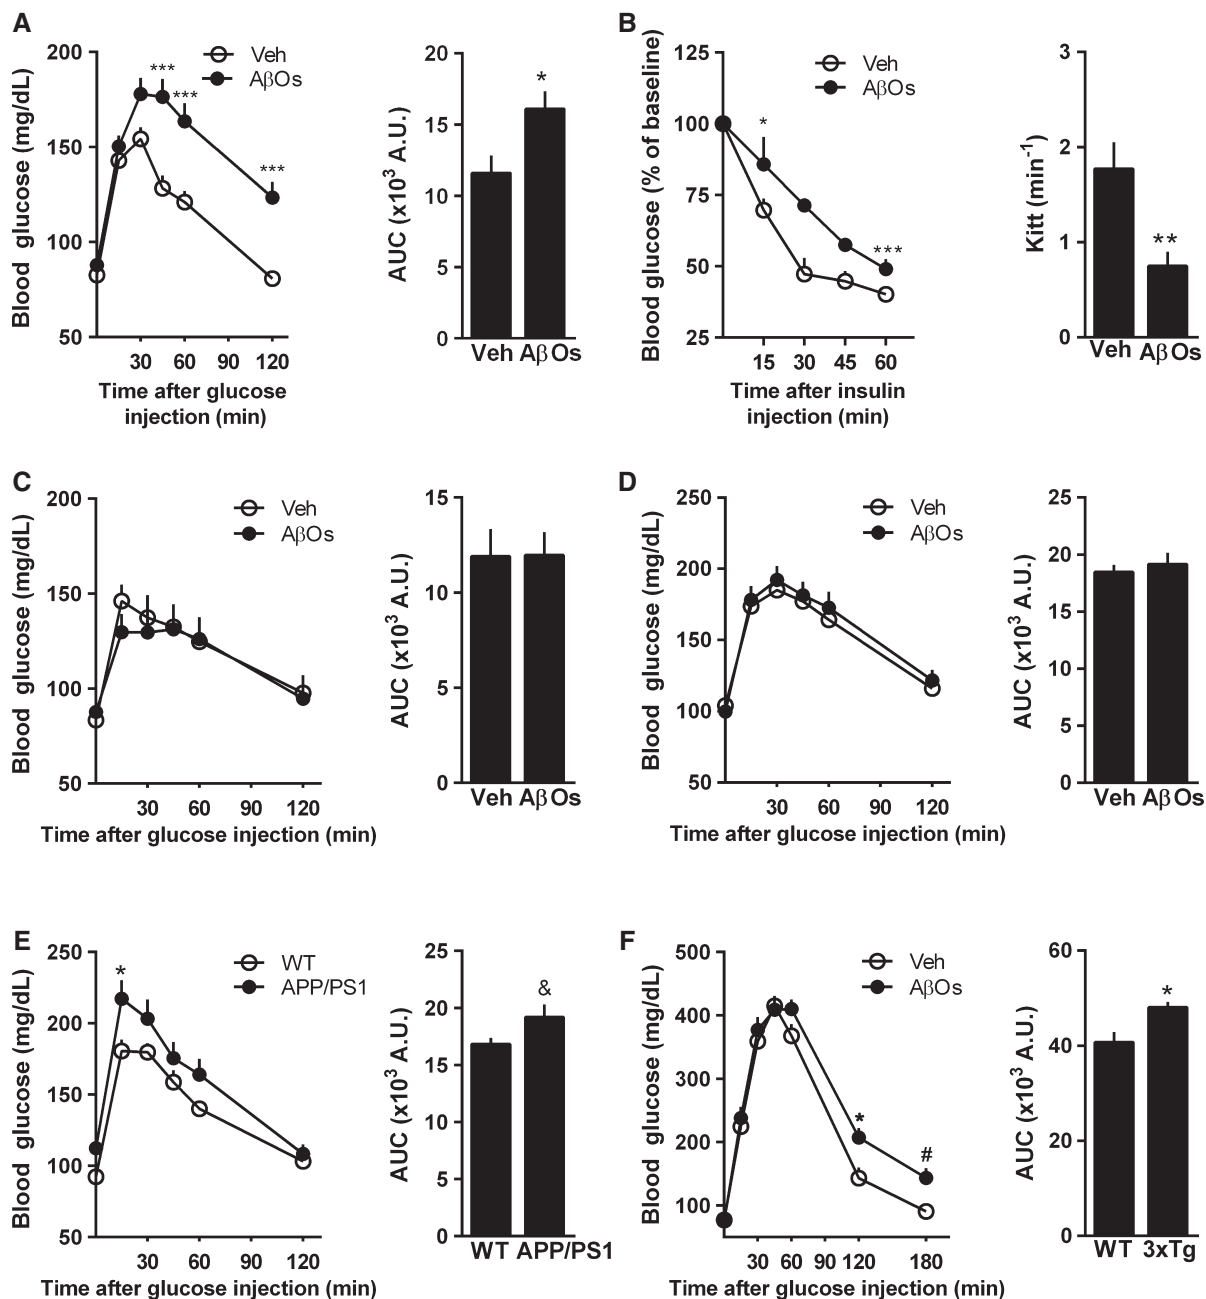 A
Blood glucose (mg/dL)
200
150
100
50
Veh
AβOs
***
***
***
30 60 90 120
Time after glucose
injection (min)
AUC (x10³ A.U.)
20
15
10
5
0
*
Veh AβOs
B
Blood glucose (% of baseline)
125
100
75
50
25
Veh
AβOs
*
***
15 30 45 60
Time after insulin
injection (min)
Kitt (min⁻¹)
3
2
1
0
**
Veh AβOs
C
Blood glucose (mg/dL)
200
150
100
50
Veh
AβOs
30 60 90 120
Time after glucose injection (min)
AUC (x10³ A.U.)
15
10
5
0
Veh AβOs
D
Blood glucose (mg/dL)
250
200
150
100
50
Veh
AβOs
30 60 90 120
Time after glucose injection (min)
AUC (x10³ A.U.)
25
20
15
10
5
0
Veh AβOs
E
Blood glucose (mg/dL)
250
200
150
100
50
WT
APP/PS1
*
30 60 90 120
Time after glucose injection (min)
AUC (x10³ A.U.)
25
20
15
10
5
0
&
WT APP/PS1
F
Blood glucose (mg/dL)
500
400
300
200
100
Veh
AβOs
*
#
30 60 90 120 180
Time after glucose injection (min)
AUC (x10³ A.U.)
60
40
20
0
*
WT 3xTg